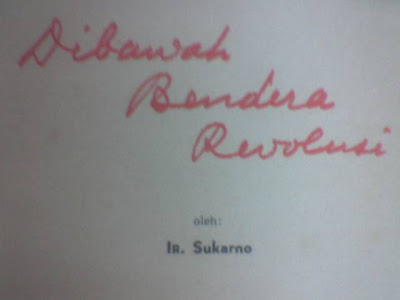 Dibawah
Bendera
Revolusi
oleh:
Ir. Sukarno